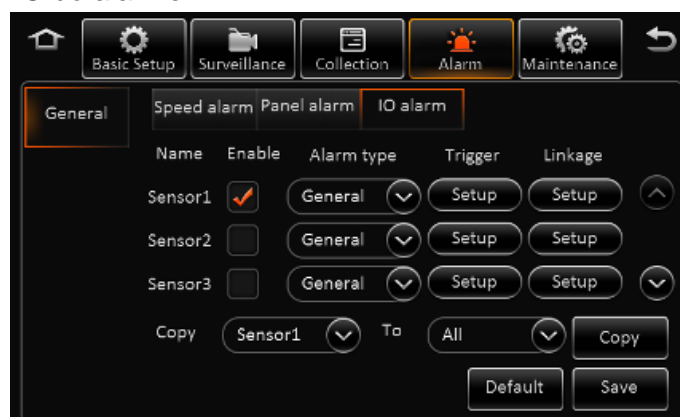 Basic Setup Surveillance Collection Alarm Maintenance
General Speed alarm Panel alarm IO alarm
Name Enable Alarm type Trigger Linkage
Sensor1 General Setup Setup
Sensor2 General Setup Setup
Sensor3 General Setup Setup
Copy Sensor1 To All Copy
Default Save